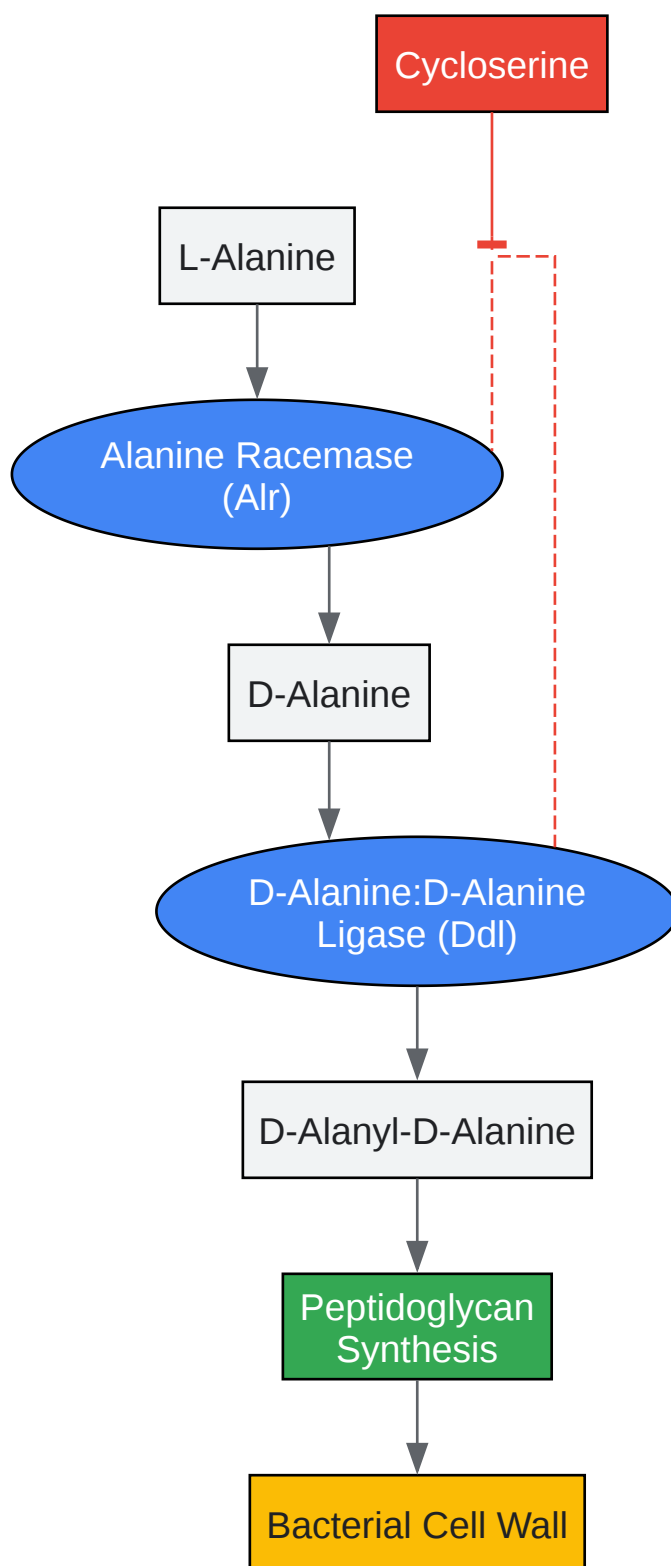 Cycloserine
L-Alanine
Alanine Racemase
(Alr)
D-Alanine
D-Alanine:D-Alanine
Ligase (Ddl)
D-Alanyl-D-Alanine
Peptidoglycan
Synthesis
Bacterial Cell Wall